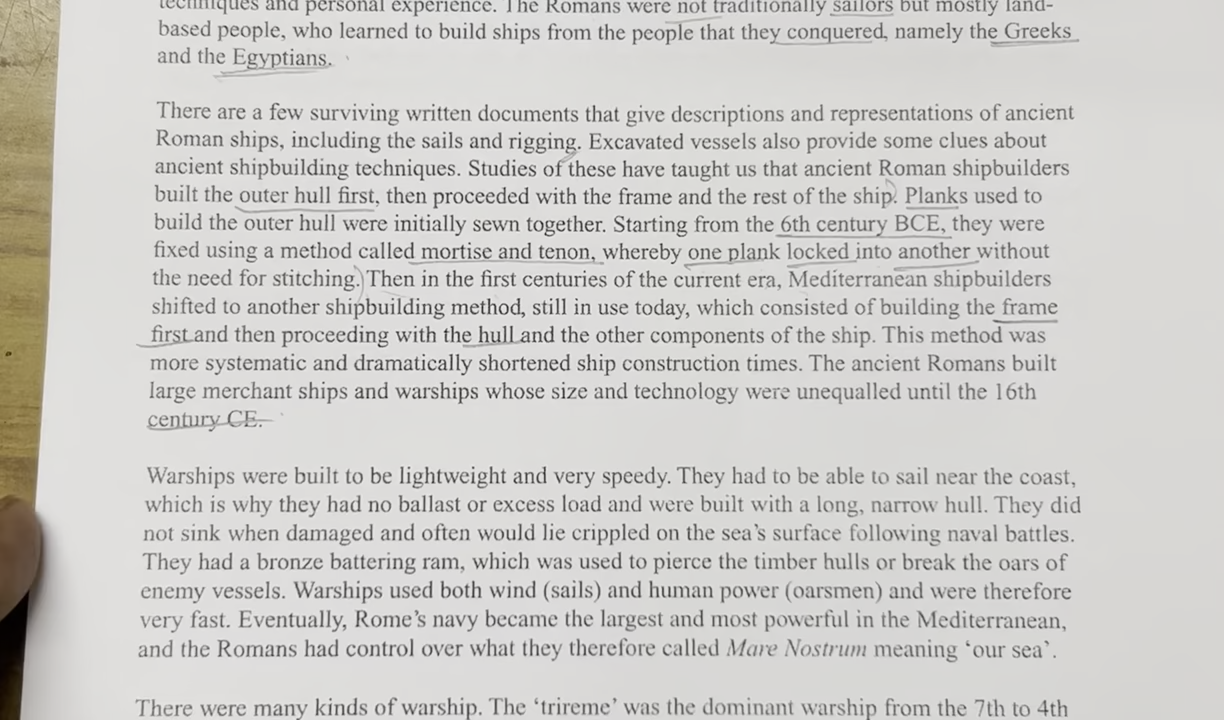 techniques and personal experience. The Romans were not traditionally sailors but mostly land-
based people, who learned to build ships from the people that they conquered, namely the Greeks
and the Egyptians.
There are a few surviving written documents that give descriptions and representations of ancient
Roman ships, including the sails and rigging. Excavated vessels also provide some clues about
ancient shipbuilding techniques. Studies of these have taught us that ancient Roman shipbuilders
built the outer hull first, then proceeded with the frame and the rest of the ship. Planks used to
build the outer hull were initially sewn together. Starting from the 6th century BCE, they were
fixed using a method called mortise and tenon, whereby one plank locked into another without
the need for stitching. Then in the first centuries of the current era, Mediterranean shipbuilders
shifted to another shipbuilding method, still in use today, which consisted of building the frame
first and then proceeding with the hull and the other components of the ship. This method was
more systematic and dramatically shortened ship construction times. The ancient Romans built
large merchant ships and warships whose size and technology were unequalled until the 16th
century CE.
Warships were built to be lightweight and very speedy. They had to be able to sail near the coast,
which is why they had no ballast or excess load and were built with a long, narrow hull. They did
not sink when damaged and often would lie crippled on the sea’s surface following naval battles.
They had a bronze battering ram, which was used to pierce the timber hulls or break the oars of
enemy vessels. Warships used both wind (sails) and human power (oarsmen) and were therefore
very fast. Eventually, Rome’s navy became the largest and most powerful in the Mediterranean,
and the Romans had control over what they therefore called Mare Nostrum meaning ‘our sea’.
There were many kinds of warship. The ‘trireme’ was the dominant warship from the 7th to 4th